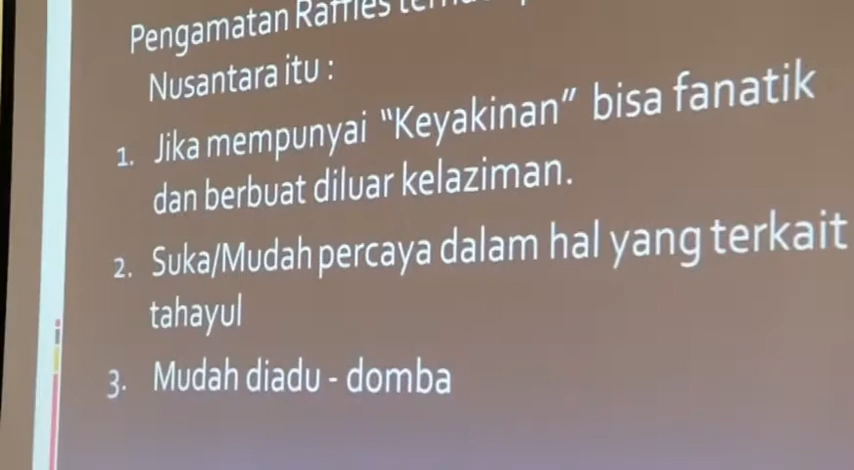 Pengamatan Raffles
Nusantara itu :
1. Jika mempunyai "Keyakinan" bisa fanatik
dan berbuat diluar kelaziman.
2. Suka/Mudah percaya dalam hal yang terkait
tahayul
3. Mudah diadu - domba